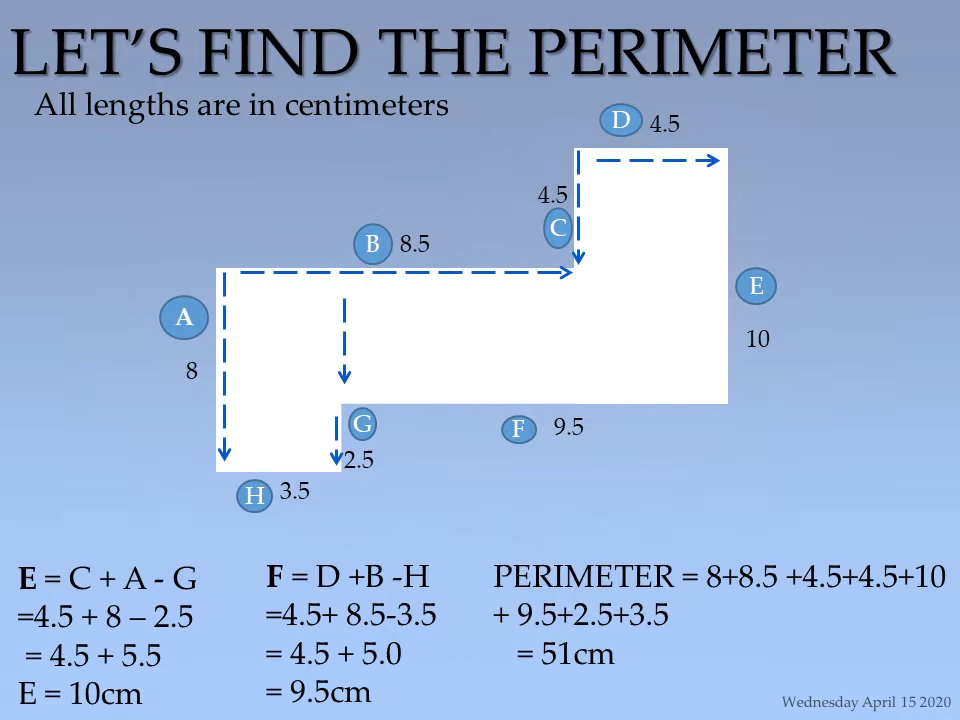 LET'S FIND THE PERIMETER
All lengths are in centimeters
D 4.5
4.5
C
B 8.5
E
A
10
8
G
F 9.5
2.5
H 3.5
E = C + A - G
=4.5 + 8 – 2.5
= 4.5 + 5.5
E = 10cm
F = D +B -H
=4.5+ 8.5-3.5
= 4.5 + 5.0
= 9.5cm
PERIMETER = 8+8.5 +4.5+4.5+10
+ 9.5+2.5+3.5
= 51cm
Wednesday April 15 2020